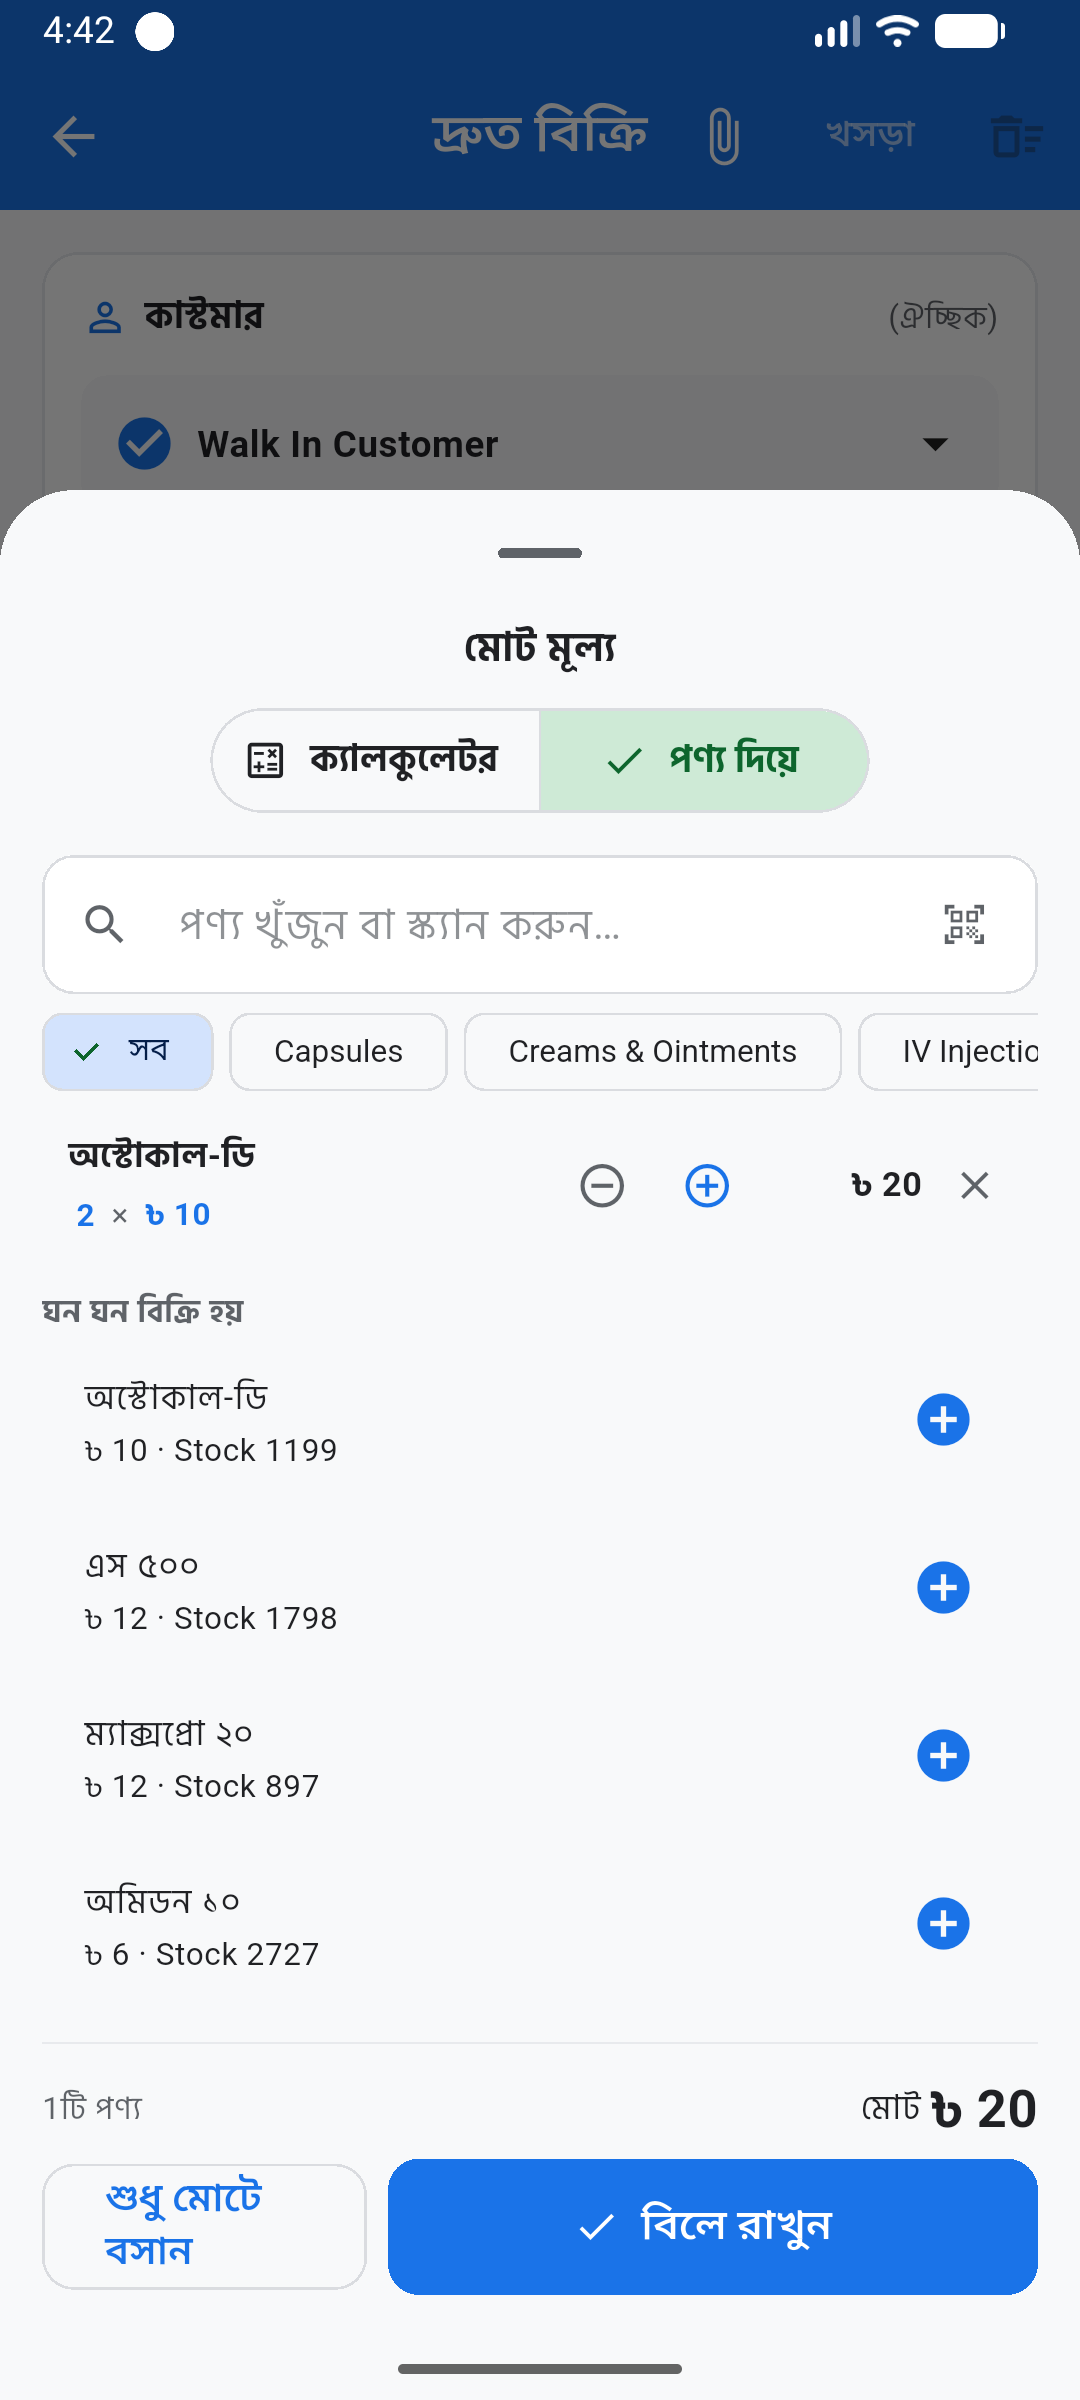 4:42
দ্রুত বিক্রি
খসড়া
কাস্টমার
(ঐচ্ছিক)
Walk In Customer
মোট মূল্য
ক্যালকুলেটর
পণ্য দিয়ে
পণ্য খুঁজুন বা স্ক্যান করুন...
সব
Capsules
Creams & Ointments
IV Injectio
অস্টোকাল-ডি
2 × ৳ 10
৳ 20
ঘন ঘন বিক্রি হয়
অস্টোকাল-ডি
৳ 10 · Stock 1199
এস ৫০০
৳ 12 · Stock 1798
ম্যাক্সপ্রো ২০
৳ 12 · Stock 897
অমিডন ১০
৳ 6 · Stock 2727
1টি পণ্য
মোট ৳ 20
শুধু মোটে
বসান
বিলে রাখুন